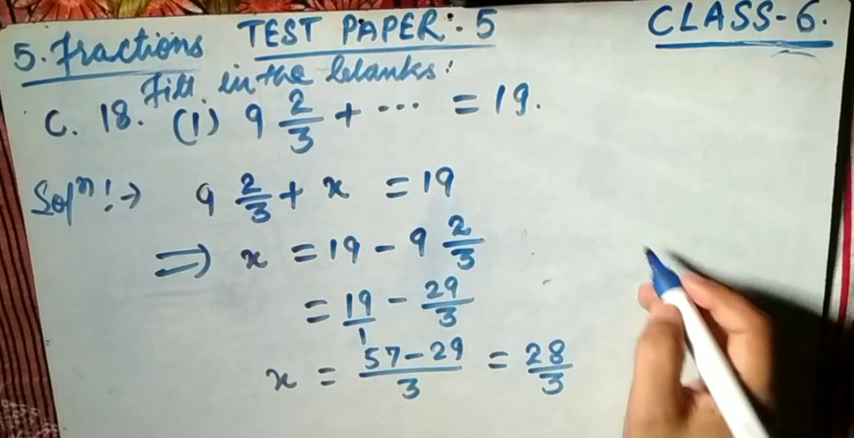 TEST PAPER:- 5 CLASS-6.
5. Fractions
Fill in the blanks:
C. 18. (1) 9 2/3 + ... = 19.
Solⁿ:→ 9 2/3 + x = 19
⇒ x = 19 - 9 2/3
= 19/1 - 29/3
x = 57-29/3 = 28/3